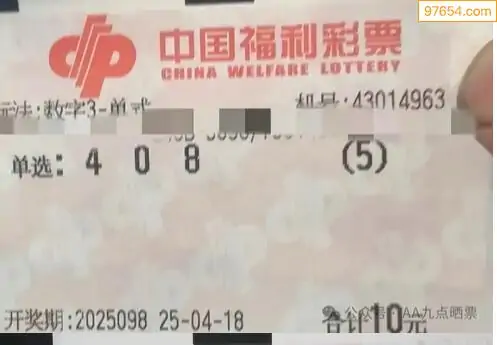 97654.com
中国福利彩票
CHINA WELFARE LOTTERY
玩法:数字3-单式 机号:43014963
单选: 4 0 8 (5)
开奖期:2025098 25-04-18 合计10元
公众号·AA九点晒票